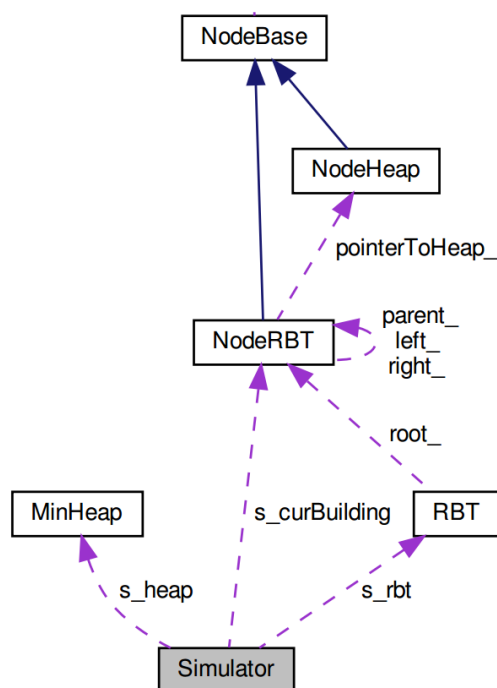 NodeBase
NodeHeap
pointerToHeap_
NodeRBT
parent_
left_
right_
root_
MinHeap
s_curBuilding
RBT
s_heap
s_rbt
Simulator